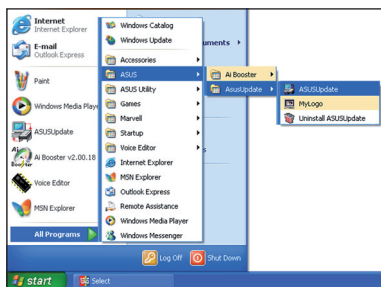 Internet
Internet Explorer
E-mail
Outlook Express
Paint
Windows Media Play
ASUSUpdate
Ai Booster v2.00.18
Voice Editor
MSN Explorer
All Programs
Windows Catalog
Windows Update
Accessories
ASUS
ASUS Utility
Games
Marvell
Startup
Voice Editor
Internet Explorer
MSN Explorer
Outlook Express
Remote Assistance
Windows Media Player
Windows Messenger
uments
s
Ai Booster
AsusUpdate
ASUSUpdate
MyLogo
Uninstall ASUSUpdate
Log Off
Shut Down
start
Select